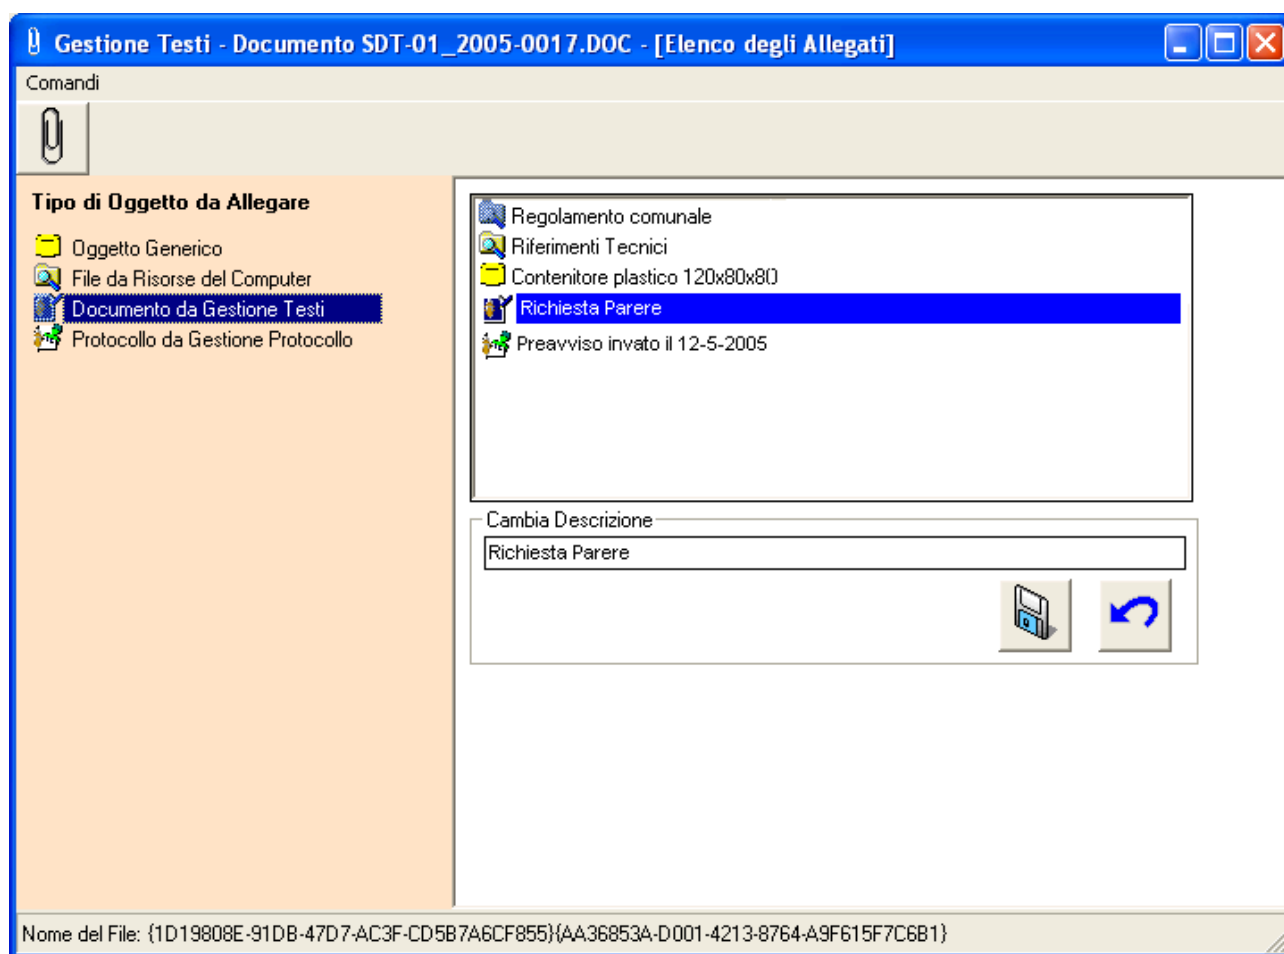 Gestione Testi - Documento SDT-01_2005-0017.DOC - [Elenco degli Allegati]
Comandi
Tipo di Oggetto da Allegare
Oggetto Generico
File da Risorse del Computer
Documento da Gestione Testi
Protocollo da Gestione Protocollo
Regolamento comunale
Riferimenti Tecnici
Contenitore plastico 120x80x80
Richiesta Parere
Preavviso invato il 12-5-2005
Cambia Descrizione
Richiesta Parere
Nome del File: {1D19808E-91DB-47D7-AC3F-CD5B7A6CF855}{AA36853A-D001-4213-8764-A9F615F7C6B1}